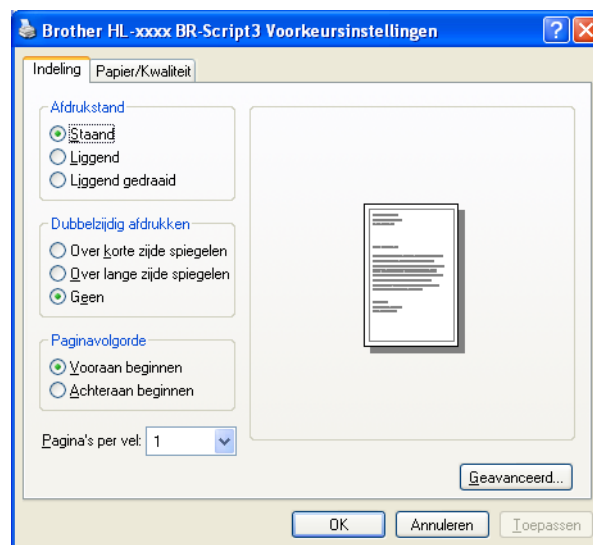 Brother HL-xxxx BR-Script3 Voorkeursinstellingen
Indeling
Papier/Kwaliteit
Afdrukstand
Staand
Liggend
Liggend gedraaid
Dubbelzijdig afdrukken
Over korte zijde spiegelen
Over lange zijde spiegelen
Geen
Paginavolgorde
Vooraan beginnen
Achteraan beginnen
Pagina's per vel: 1
Geavanceerd...
OK
Annuleren
Toepassen